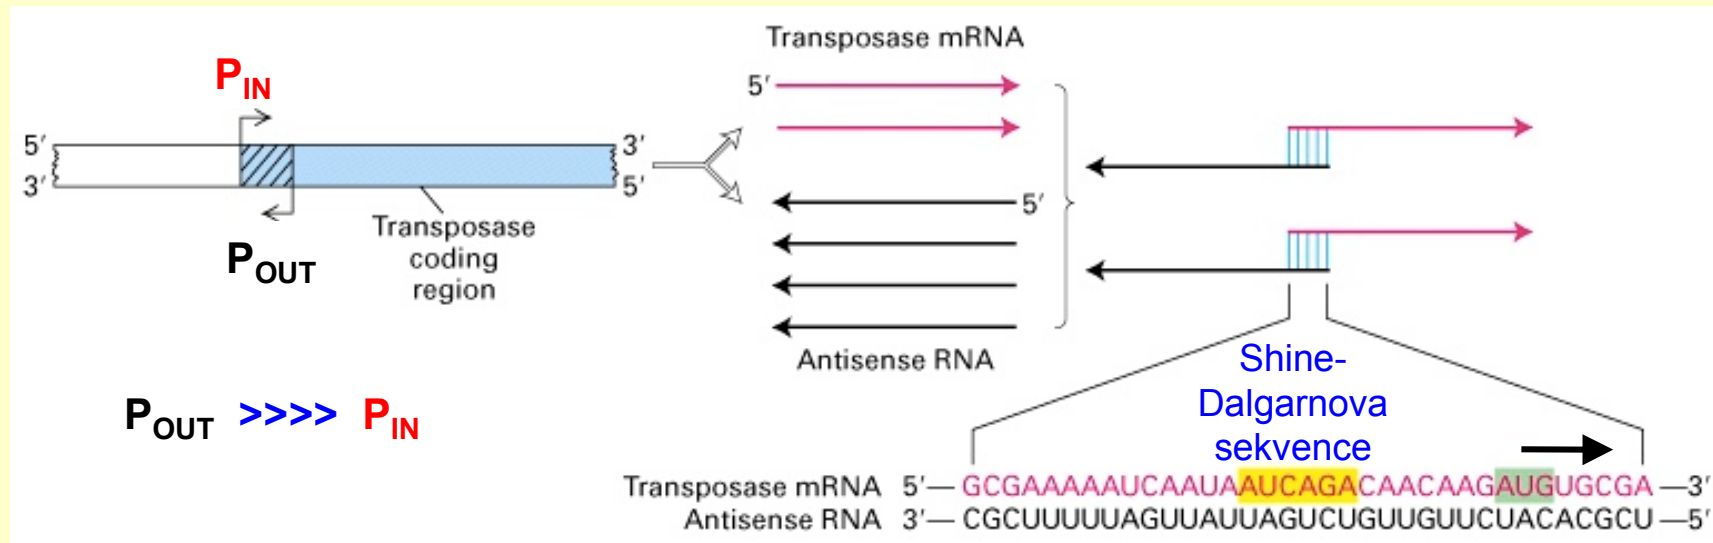 Transposase mRNA
P_IN
5′
5′
3′
3′
5′
5′
P_OUT
Transposase
coding
region
Antisense RNA
P_OUT >>>> P_IN
Shine-
Dalgarnova
sekvence
Transposase mRNA 5′— GCGAAAAAUCAAUAAUCAGACAACAAGAUGUGCGA —3′
Antisense RNA 3′— CGCUUUUUAGUUAUUAGUCUGUUGUUCUACACGCU —5′